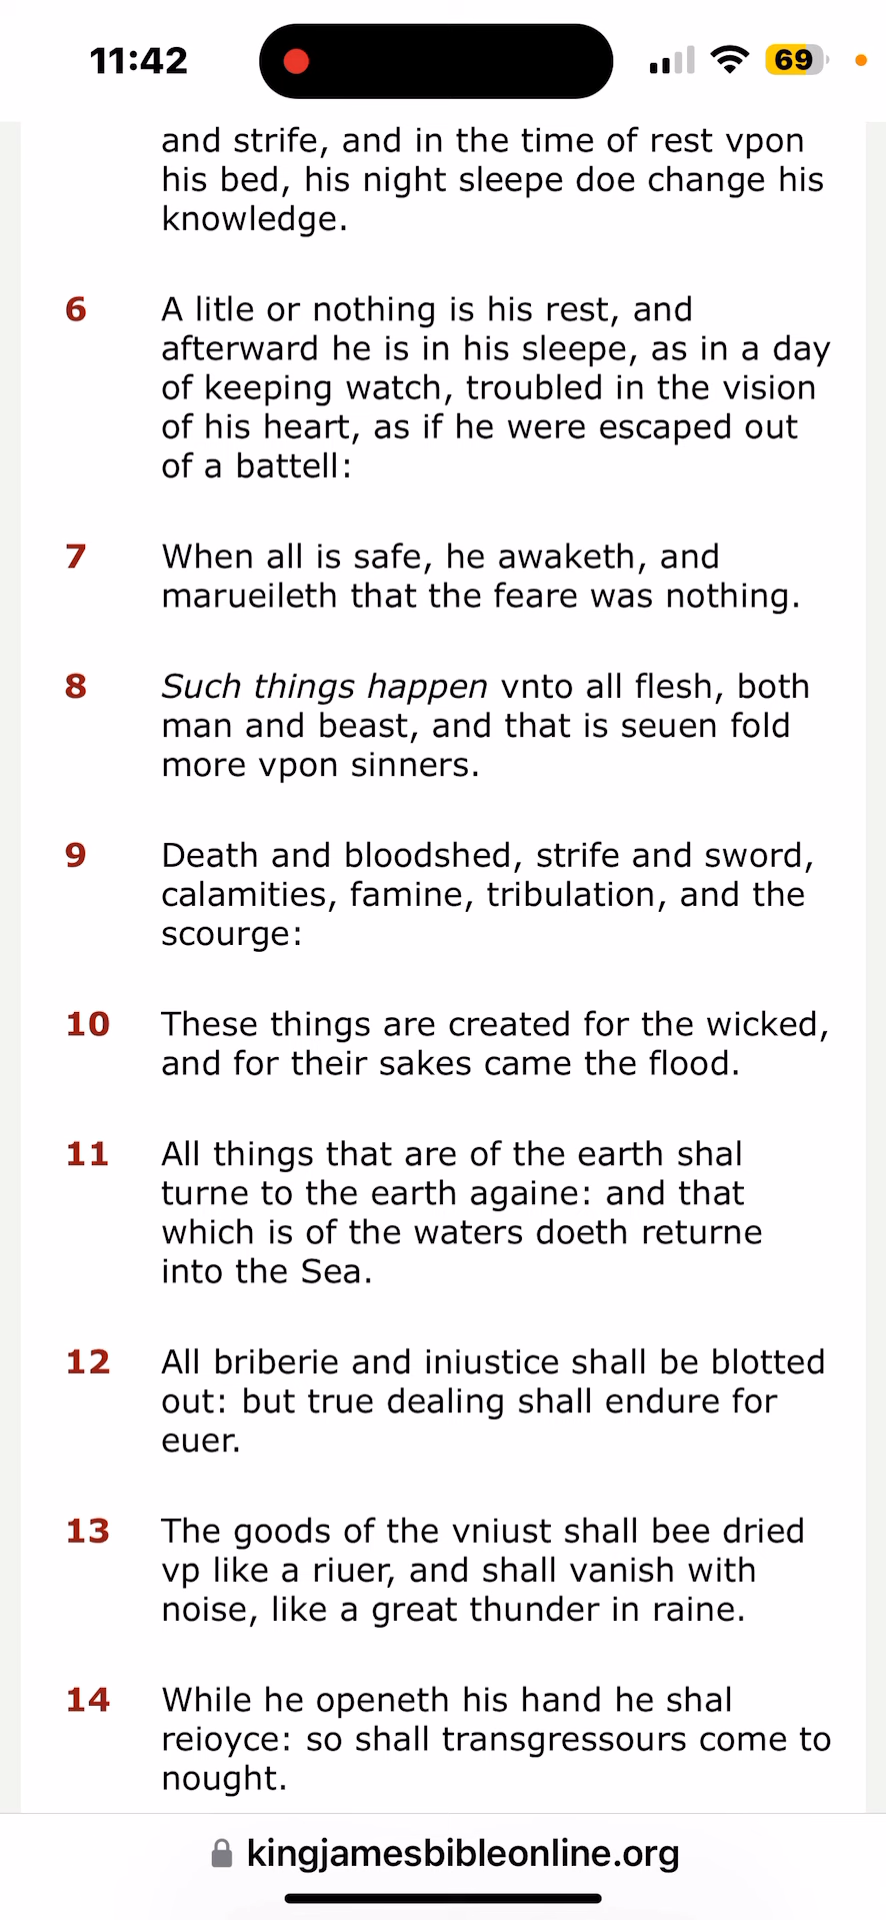 11:42
69
and strife, and in the time of rest vpon
his bed, his night sleepe doe change his
knowledge.
6 A litle or nothing is his rest, and
afterward he is in his sleepe, as in a day
of keeping watch, troubled in the vision
of his heart, as if he were escaped out
of a battell:
7 When all is safe, he awaketh, and
marueileth that the feare was nothing.
8 Such things happen vnto all flesh, both
man and beast, and that is seuen fold
more vpon sinners.
9 Death and bloodshed, strife and sword,
calamities, famine, tribulation, and the
scourge:
10 These things are created for the wicked,
and for their sakes came the flood.
11 All things that are of the earth shal
turne to the earth againe: and that
which is of the waters doeth returne
into the Sea.
12 All briberie and iniustice shall be blotted
out: but true dealing shall endure for
euer.
13 The goods of the vniust shall bee dried
vp like a riuer, and shall vanish with
noise, like a great thunder in raine.
14 While he openeth his hand he shal
reioyce: so shall transgressours come to
nought.
kingjamesbibleonline.org